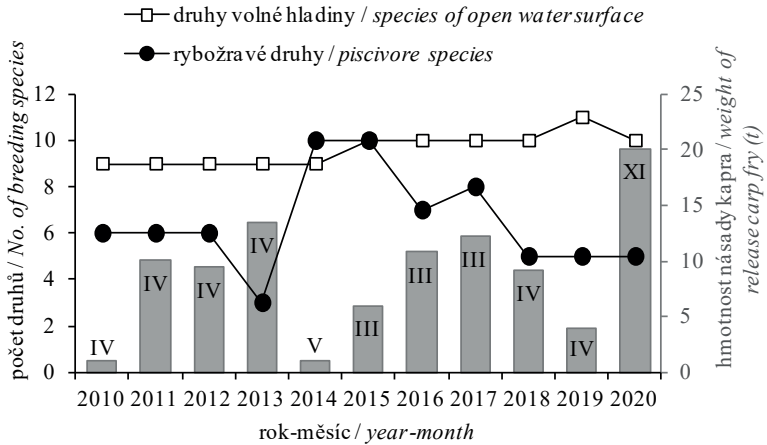 druhy volné hladiny / species of open water surface
rybožravé druhy / piscivore species
počet druhů / No. of breeding species
12
10
8
6
4
2
0
IV
IV
IV
IV
V
III
III
III
IV
IV
XI
25
20
15
10
5
0
hmotnost násady kapra / weight of
release carp fry (t)
2010 2011 2012 2013 2014 2015 2016 2017 2018 2019 2020
rok-měsíc / year-month